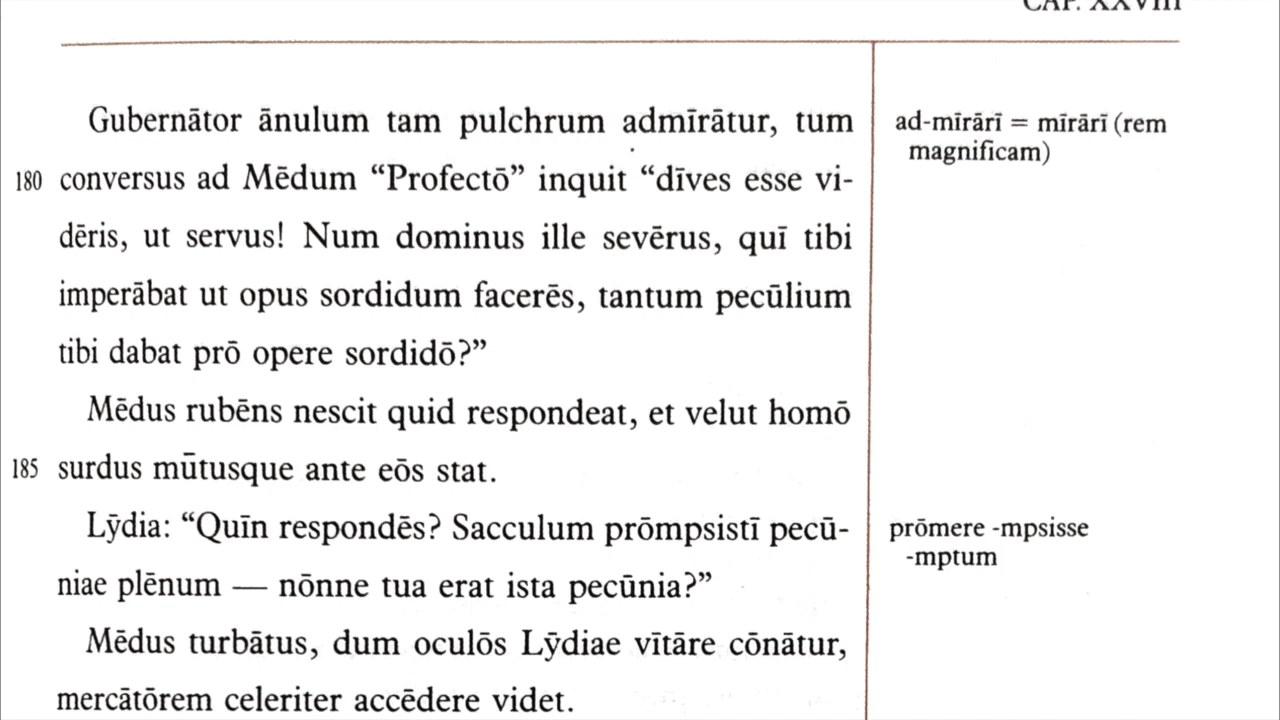 CAP. XXVIII
Gubernātor ānulum tam pulchrum admīrātur, tum
180 conversus ad Mēdum “Profectō” inquit “dīves esse vi-
dēris, ut servus! Num dominus ille sevērus, quī tibi
imperābat ut opus sordidum facerēs, tantum pecūlium
tibi dabat prō opere sordidō?”
Mēdus rubēns nescit quid respondeat, et velut homō
185 surdus mūtusque ante eōs stat.
Lȳdia: “Quīn respondēs? Sacculum prōmpsistī pecū-
niae plēnum — nōnne tua erat ista pecūnia?”
Mēdus turbātus, dum oculōs Lȳdiae vītāre cōnātur,
mercātōrem celeriter accēdere videt.
ad-mīrārī = mīrārī (rem
magnificam)
prōmere -mpsisse
-mptum